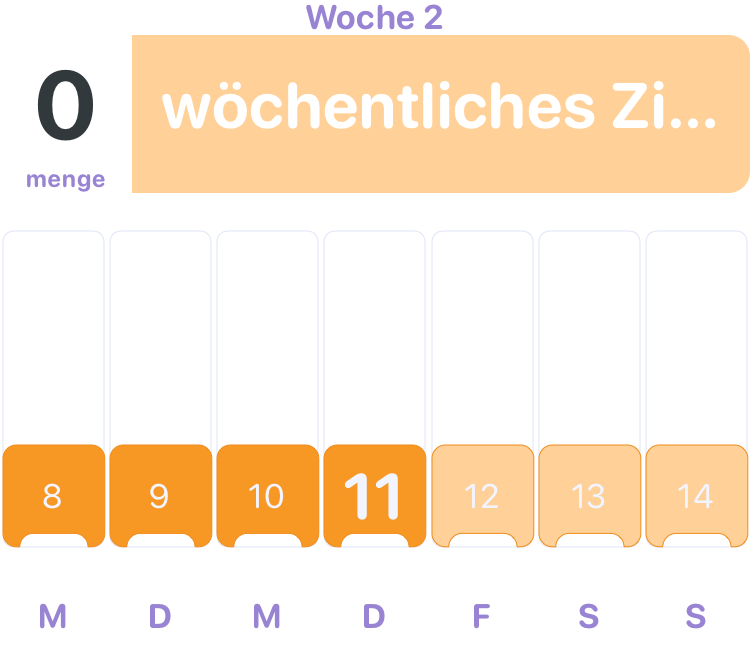 Woche 2
0
wöchentliches Zi...
menge
8 9 10 11 12 13 14
M D M D F S S